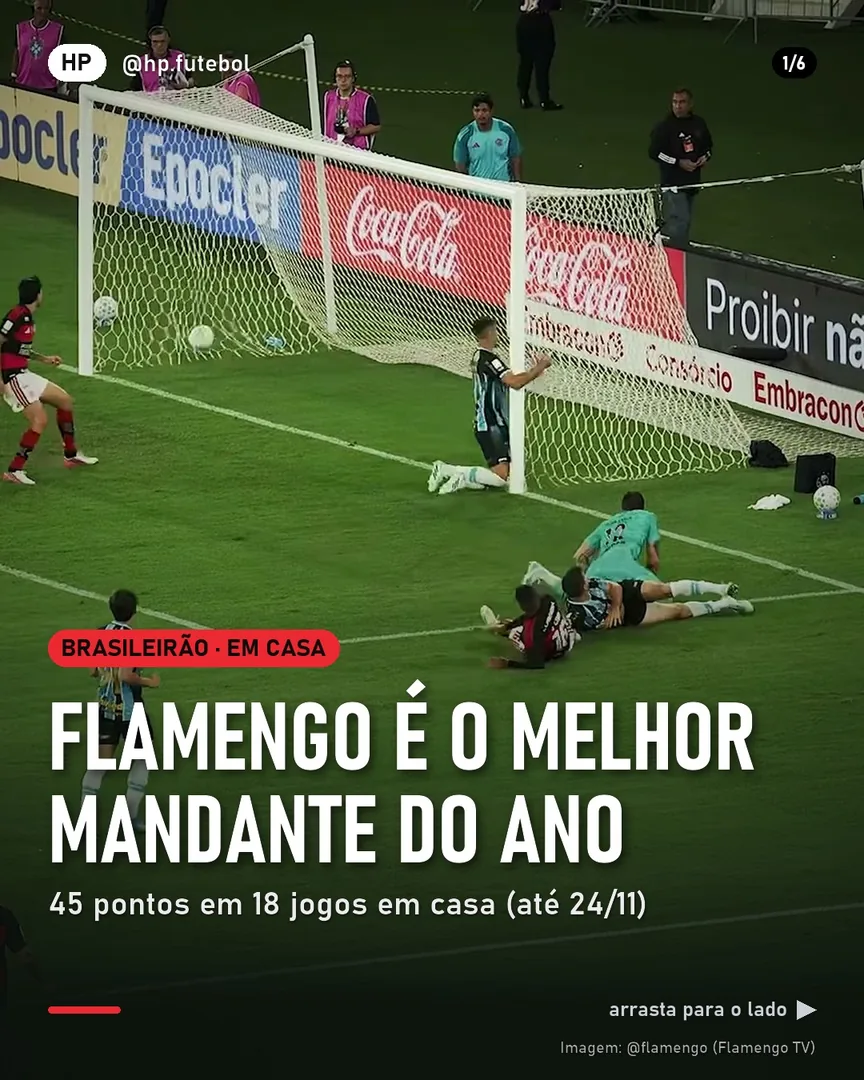 HP @hp.futebol
1/6
pocler
Epocler
Coca-Cola
Coca-Cola
Proibir nã
Embracon
Consórcio Embracon
12
BRASILEIRÃO · EM CASA
FLAMENGO É O MELHOR
MANDANTE DO ANO
45 pontos em 18 jogos em casa (até 24/11)
arrasta para o lado
Imagem: @flamengo (Flamengo TV)